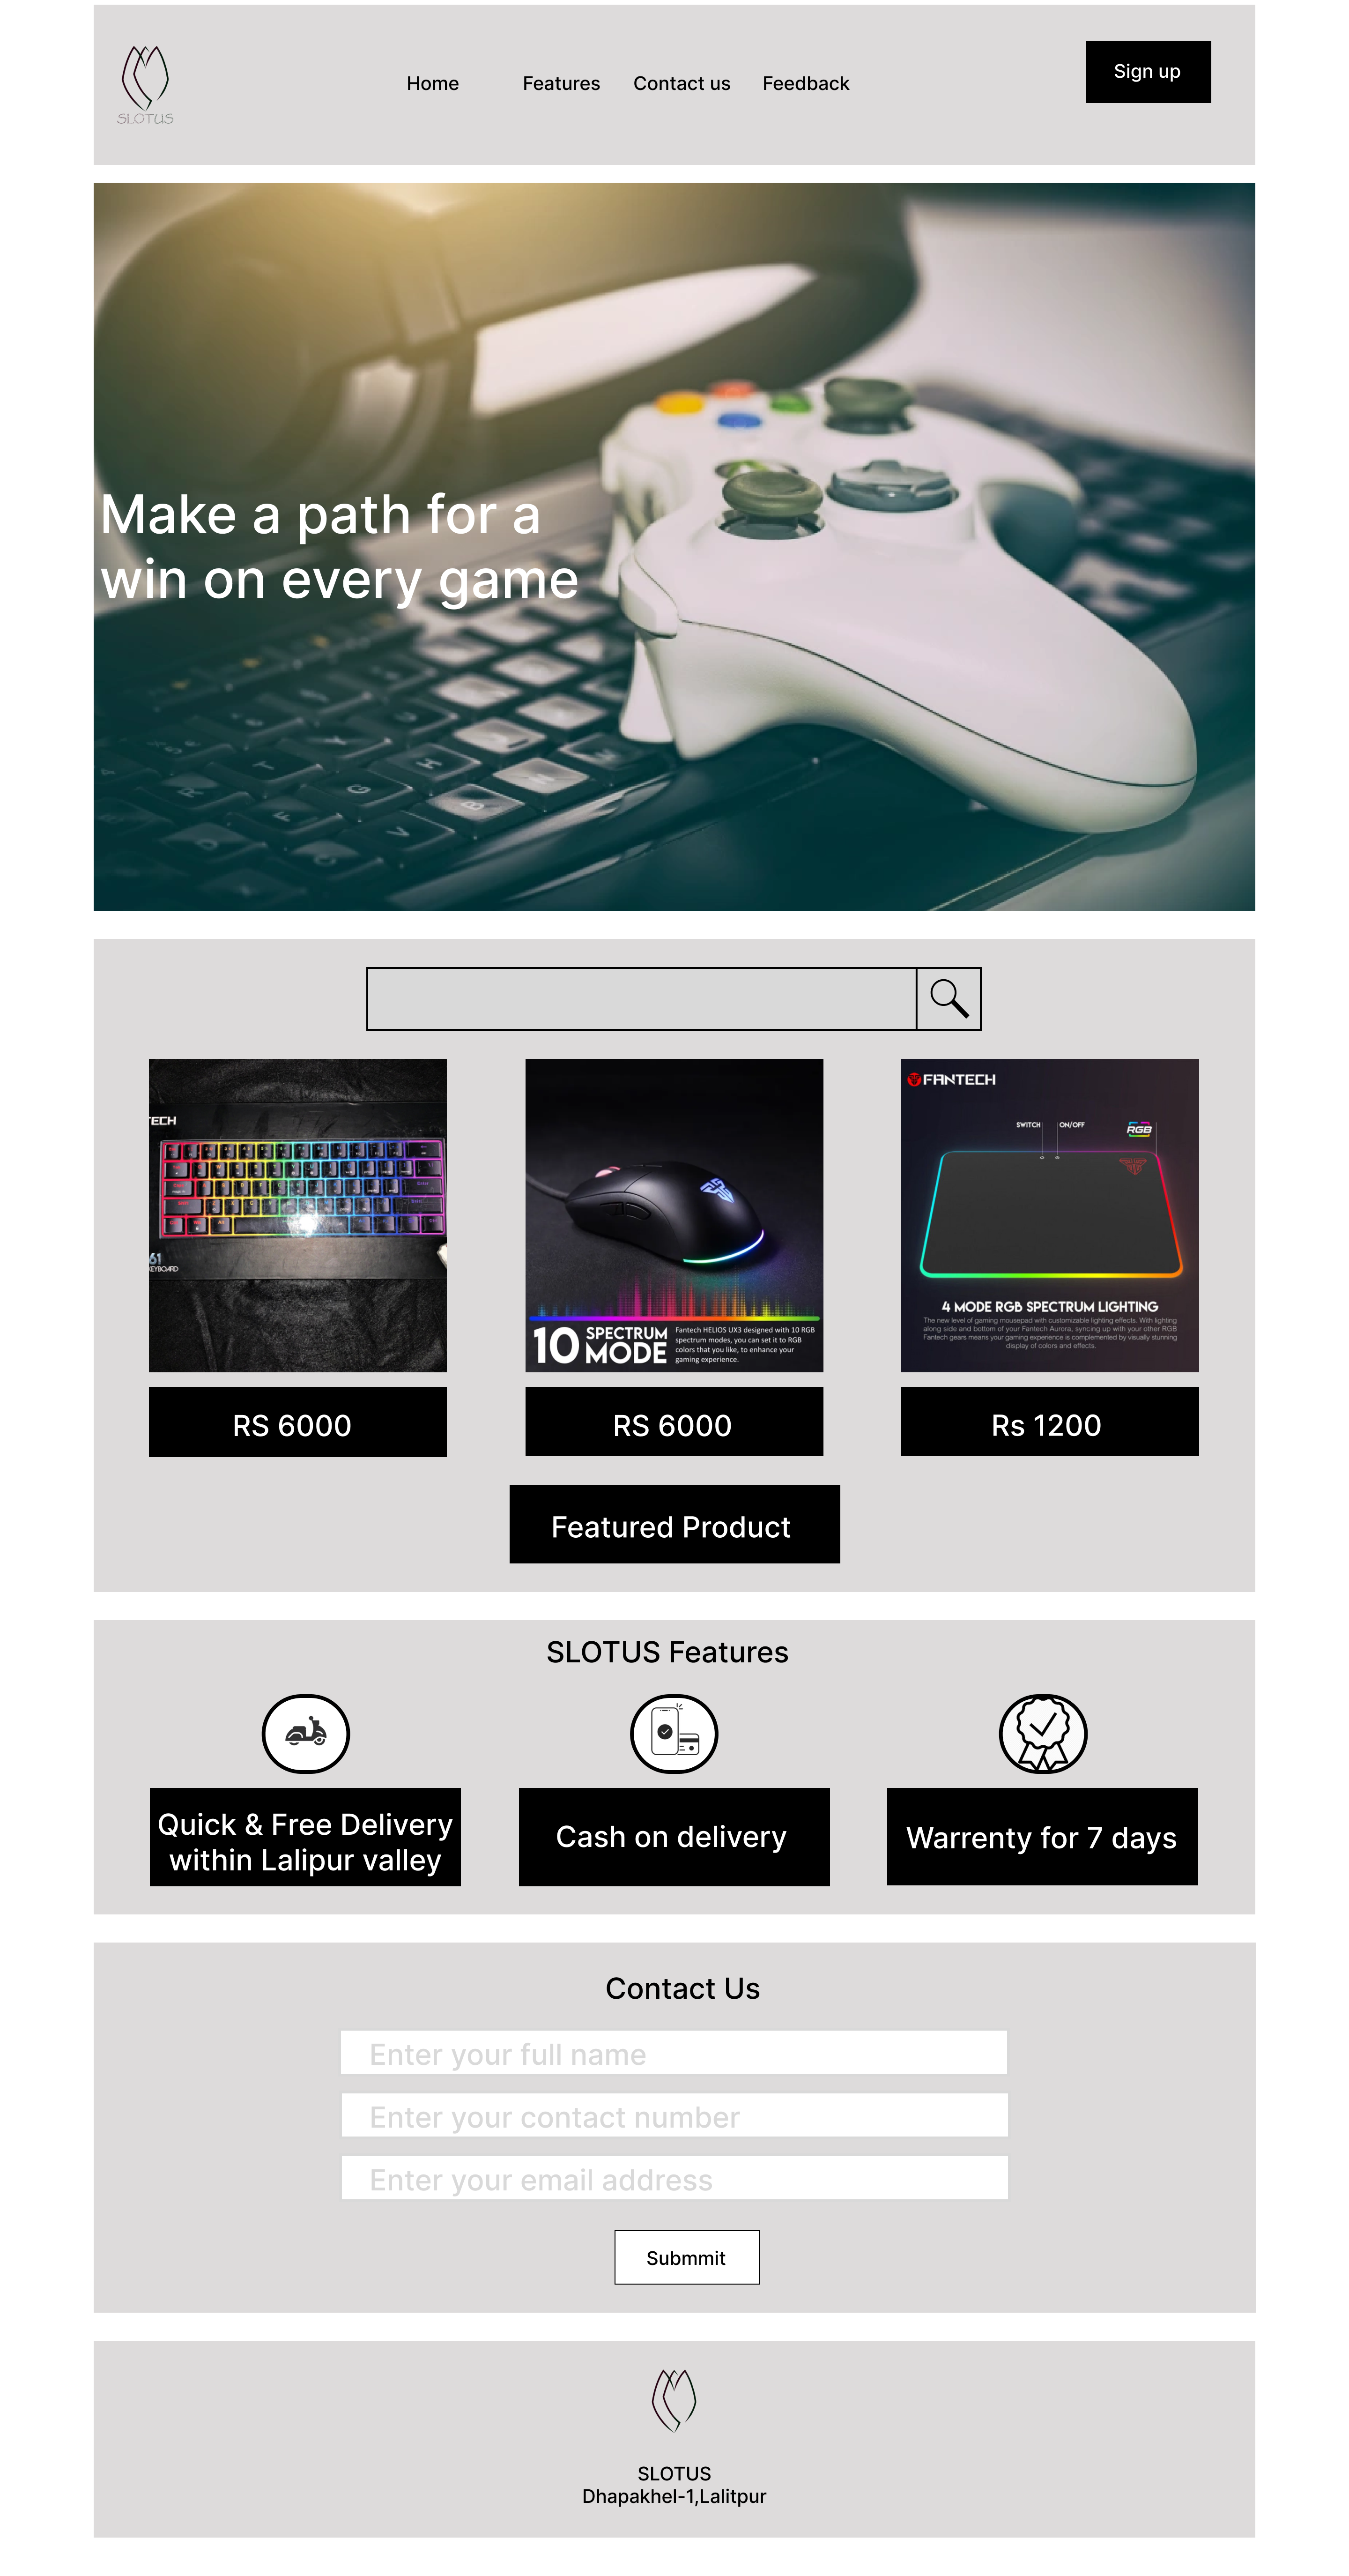 SLOTUS
Home Features Contact us Feedback
Sign up
Make a path for a
win on every game
TECH
61
KEYBOARD
10 SPECTRUM
MODE
Fantech HELIOS UX3 designed with 10 RGB
spectrum modes, you can set it to RGB
colors that you like, to enhance your
gaming experience.
FANTECH
SWITCH ON/OFF RGB
4 MODE RGB SPECTRUM LIGHTING
The new level of gaming mousepad with customizable lighting effects. With lighting
along side and bottom of your Fantech Aurora, syncing up with your other RGB
Fantech gears means your gaming experience is complemented by visually stunning
display of colors and effects.
RS 6000
RS 6000
Rs 1200
Featured Product
SLOTUS Features
Quick & Free Delivery
within Lalipur valley
Cash on delivery
Warrenty for 7 days
Contact Us
Enter your full name
Enter your contact number
Enter your email address
Submmit
SLOTUS
Dhapakhel-1,Lalitpur